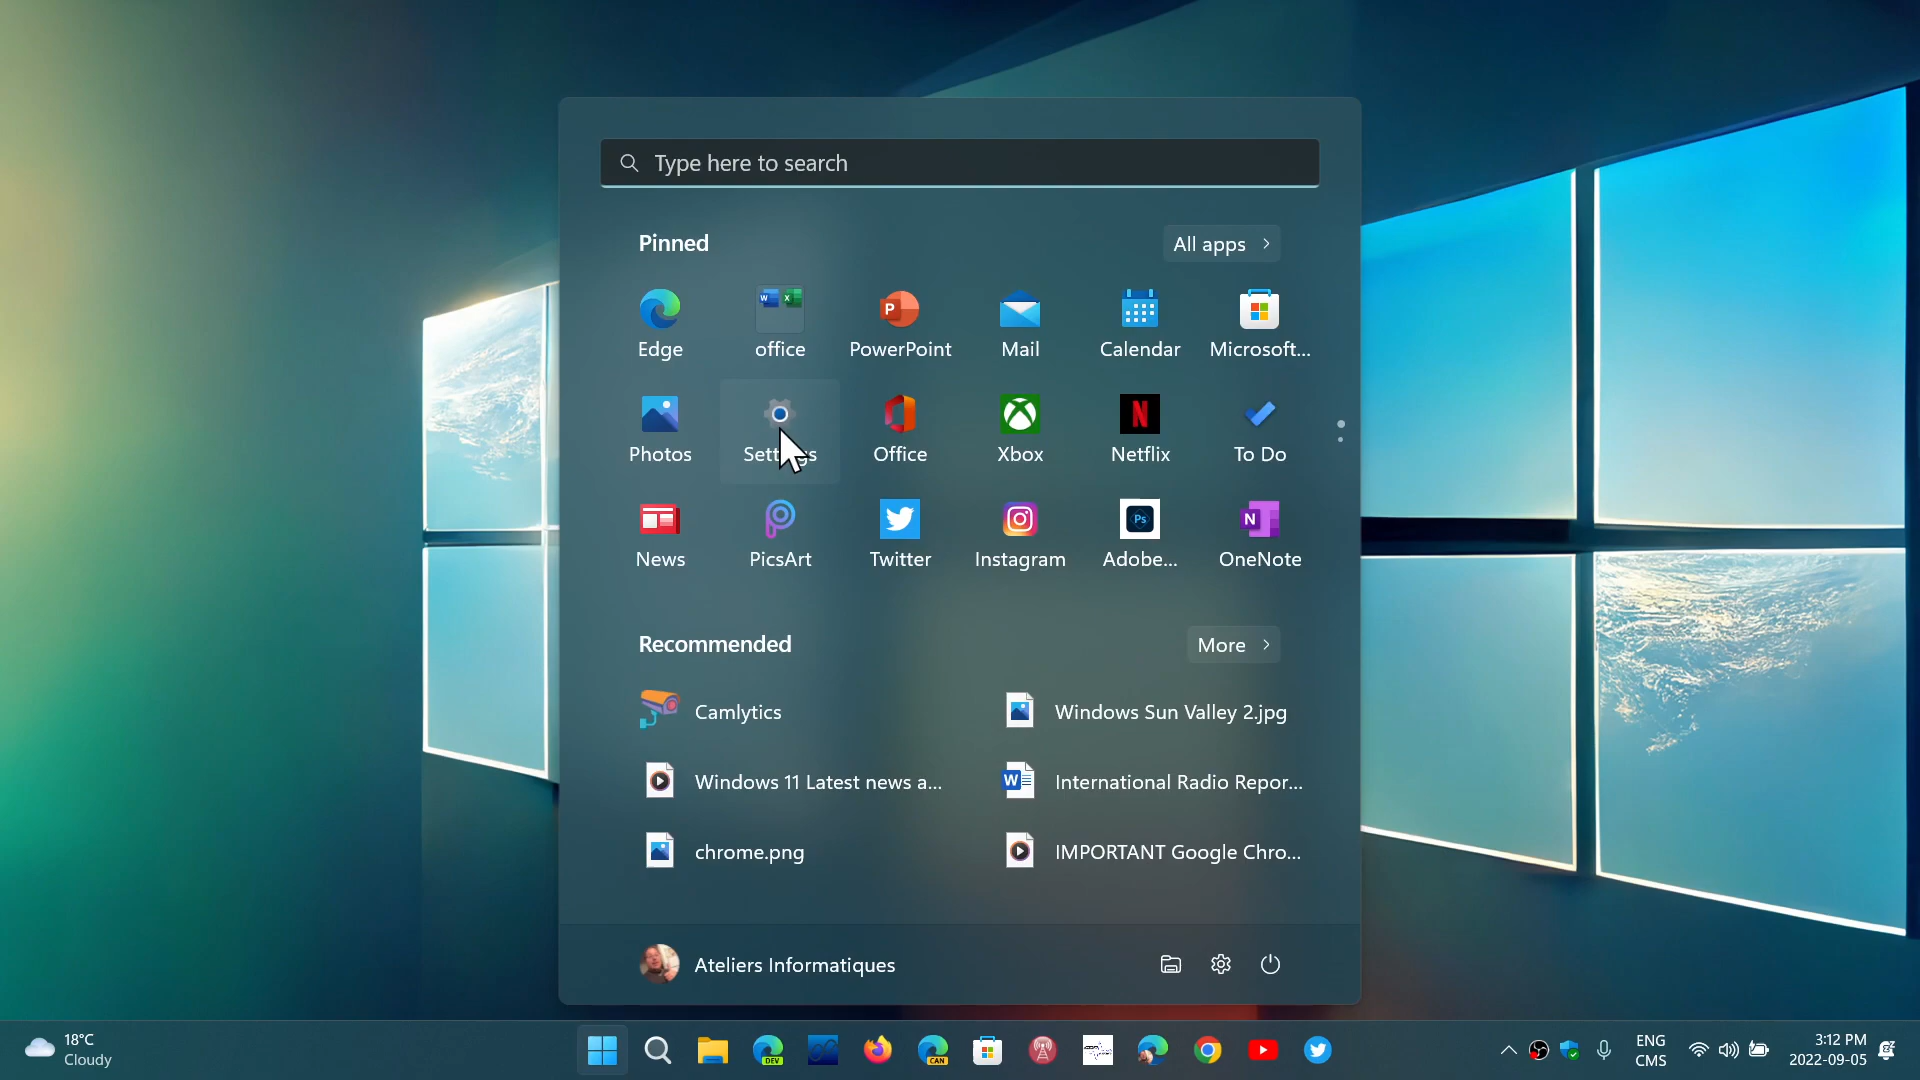 Type here to search
Pinned
All apps
Edge
office
PowerPoint
Mail
Calendar
Microsoft...
Photos
Settings
Office
Xbox
Netflix
To Do
News
PicsArt
Twitter
Instagram
Adobe...
OneNote
Recommended
More
Camlytics
Windows Sun Valley 2.jpg
Windows 11 Latest news a...
International Radio Repor...
chrome.png
IMPORTANT Google Chro...
Ateliers Informatiques
18°C
Cloudy
DEV
CAN
ENG
CMS
3:12 PM
2022-09-05